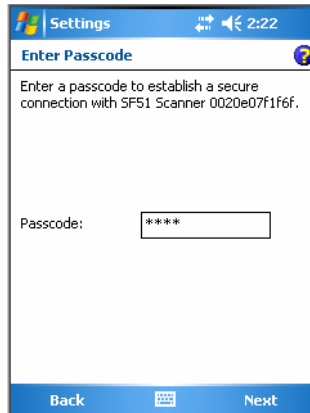 Settings 2:22
Enter Passcode ?
Enter a passcode to establish a secure
connection with SF51 Scanner 0020e07f1f6f.
Passcode: ****
Back Next